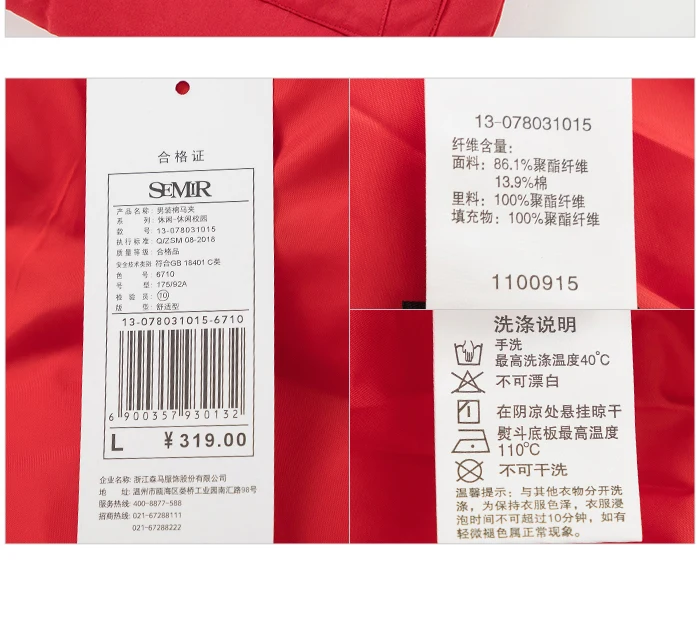 合格证
SEMIR
产品名称: 男装棉马夹
系 列: 休闲-休闲校园
款 号: 13-078031015
执行标准: Q/ZSM 08-2018
质量等级: 合格品
安全技术类别 符合GB 18401 C类
色 号: 6710
号 型: 175/92A
检 验 员: 10
版 型: 舒适型
13-078031015-6710
6 900357 930132
L ¥319.00
企业名称: 浙江森马服饰股份有限公司
地 址: 温州市瓯海区娄桥工业园南汇路98号
服务热线: 400-8877-588
招商热线: 021-67288111
021-67288222
13-078031015
纤维含量:
面料: 86.1%聚酯纤维
13.9%棉
里料: 100%聚酯纤维
填充物: 100%聚酯纤维
1100915
洗涤说明
手洗
最高洗涤温度40℃
不可漂白
在阴凉处悬挂晾干
熨斗底板最高温度
110℃
不可干洗
温馨提示: 与其他衣物分开洗
涤, 为保持衣服色泽, 衣服浸
泡时间不可超过10分钟, 如有
轻微褪色属正常现象。